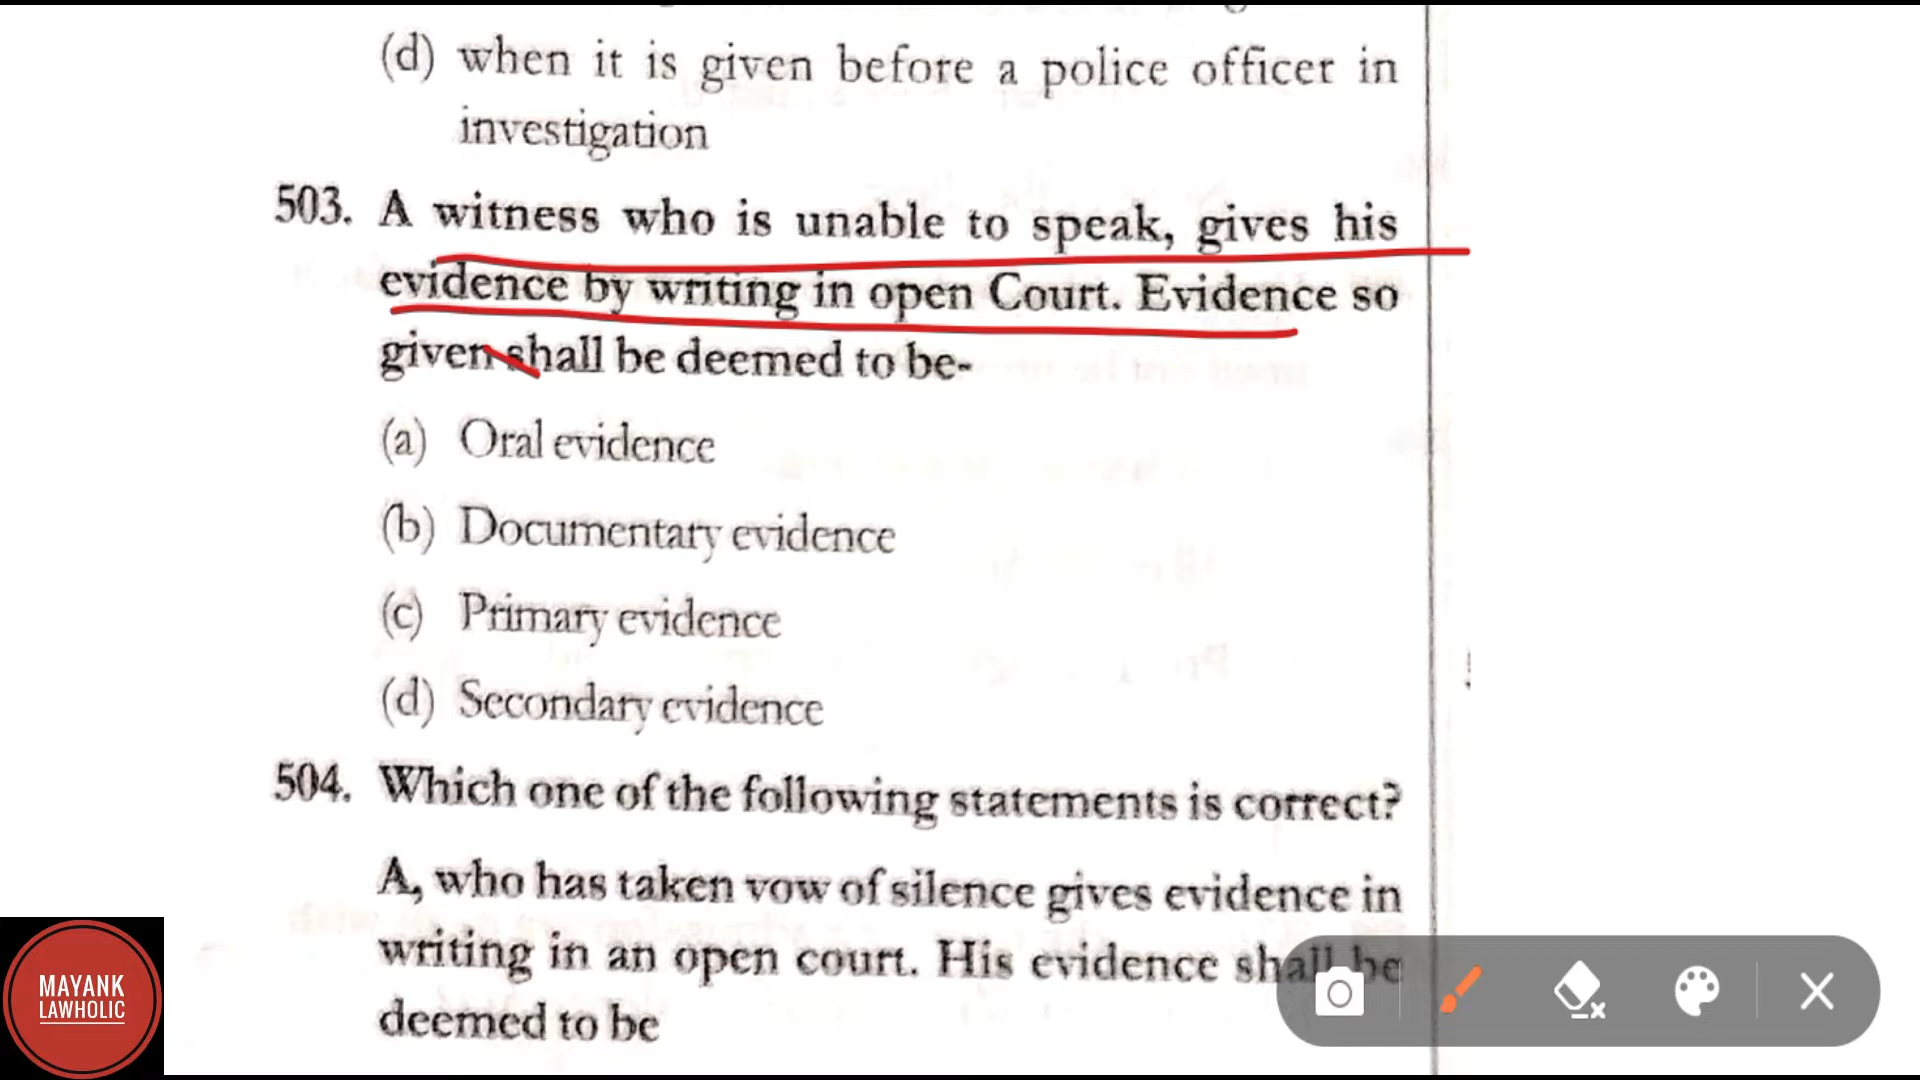 (d) when it is given before a police officer in
investigation
503. A witness who is unable to speak, gives his
evidence by writing in open Court. Evidence so
given shall be deemed to be-
(a) Oral evidence
(b) Documentary evidence
(c) Primary evidence
(d) Secondary evidence
504. Which one of the following statements is correct?
A, who has taken vow of silence gives evidence in
writing in an open court. His evidence shall be
deemed to be
MAYANK
LAWHOLIC